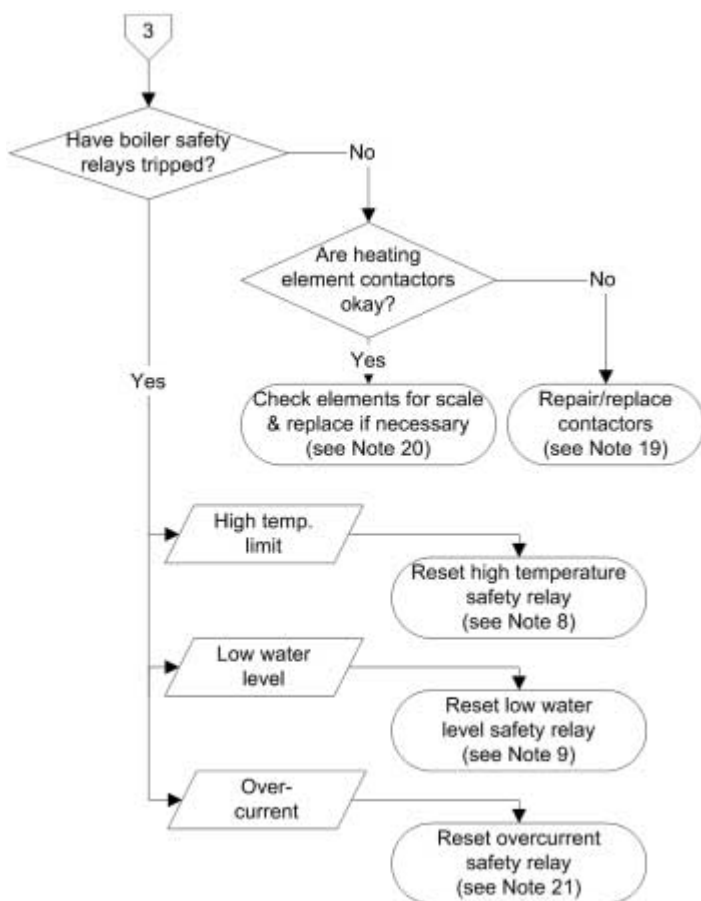 3
Have boiler safety
relays tripped?
No
Are heating
element contactors
okay?
No
Yes
Yes
Check elements for scale
& replace if necessary
(see Note 20)
Repair/replace
contactors
(see Note 19)
High temp.
limit
Reset high temperature
safety relay
(see Note 8)
Low water
level
Reset low water
level safety relay
(see Note 9)
Over-
current
Reset overcurrent
safety relay
(see Note 21)